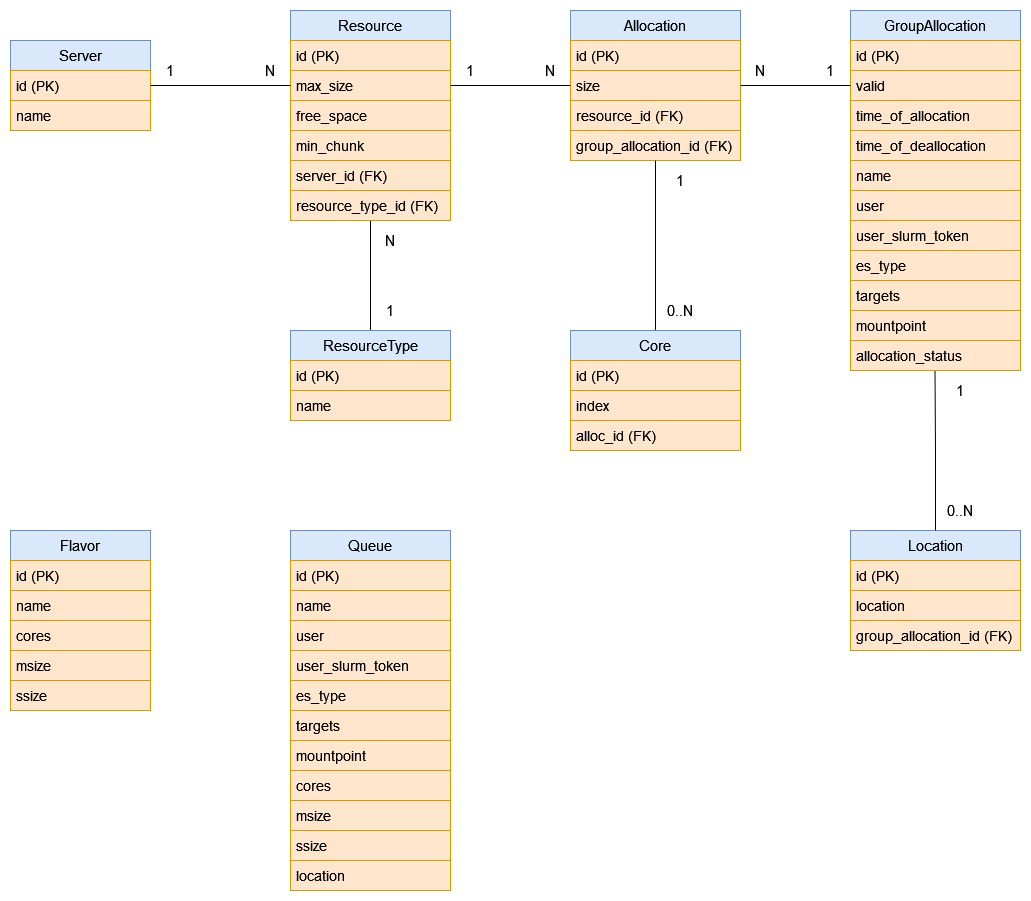 Server
id (PK)
name
1
N
Resource
id (PK)
max_size
free_space
min_chunk
server_id (FK)
resource_type_id (FK)
1
N
Allocation
id (PK)
size
resource_id (FK)
group_allocation_id (FK)
N
1
GroupAllocation
id (PK)
valid
time_of_allocation
time_of_deallocation
name
user
user_slurm_token
es_type
targets
mountpoint
allocation_status
N
1
ResourceType
id (PK)
name
1
0..N
Core
id (PK)
index
alloc_id (FK)
1
0..N
Flavor
id (PK)
name
cores
msize
ssize
Queue
id (PK)
name
user
user_slurm_token
es_type
targets
mountpoint
cores
msize
ssize
location
Location
id (PK)
location
group_allocation_id (FK)